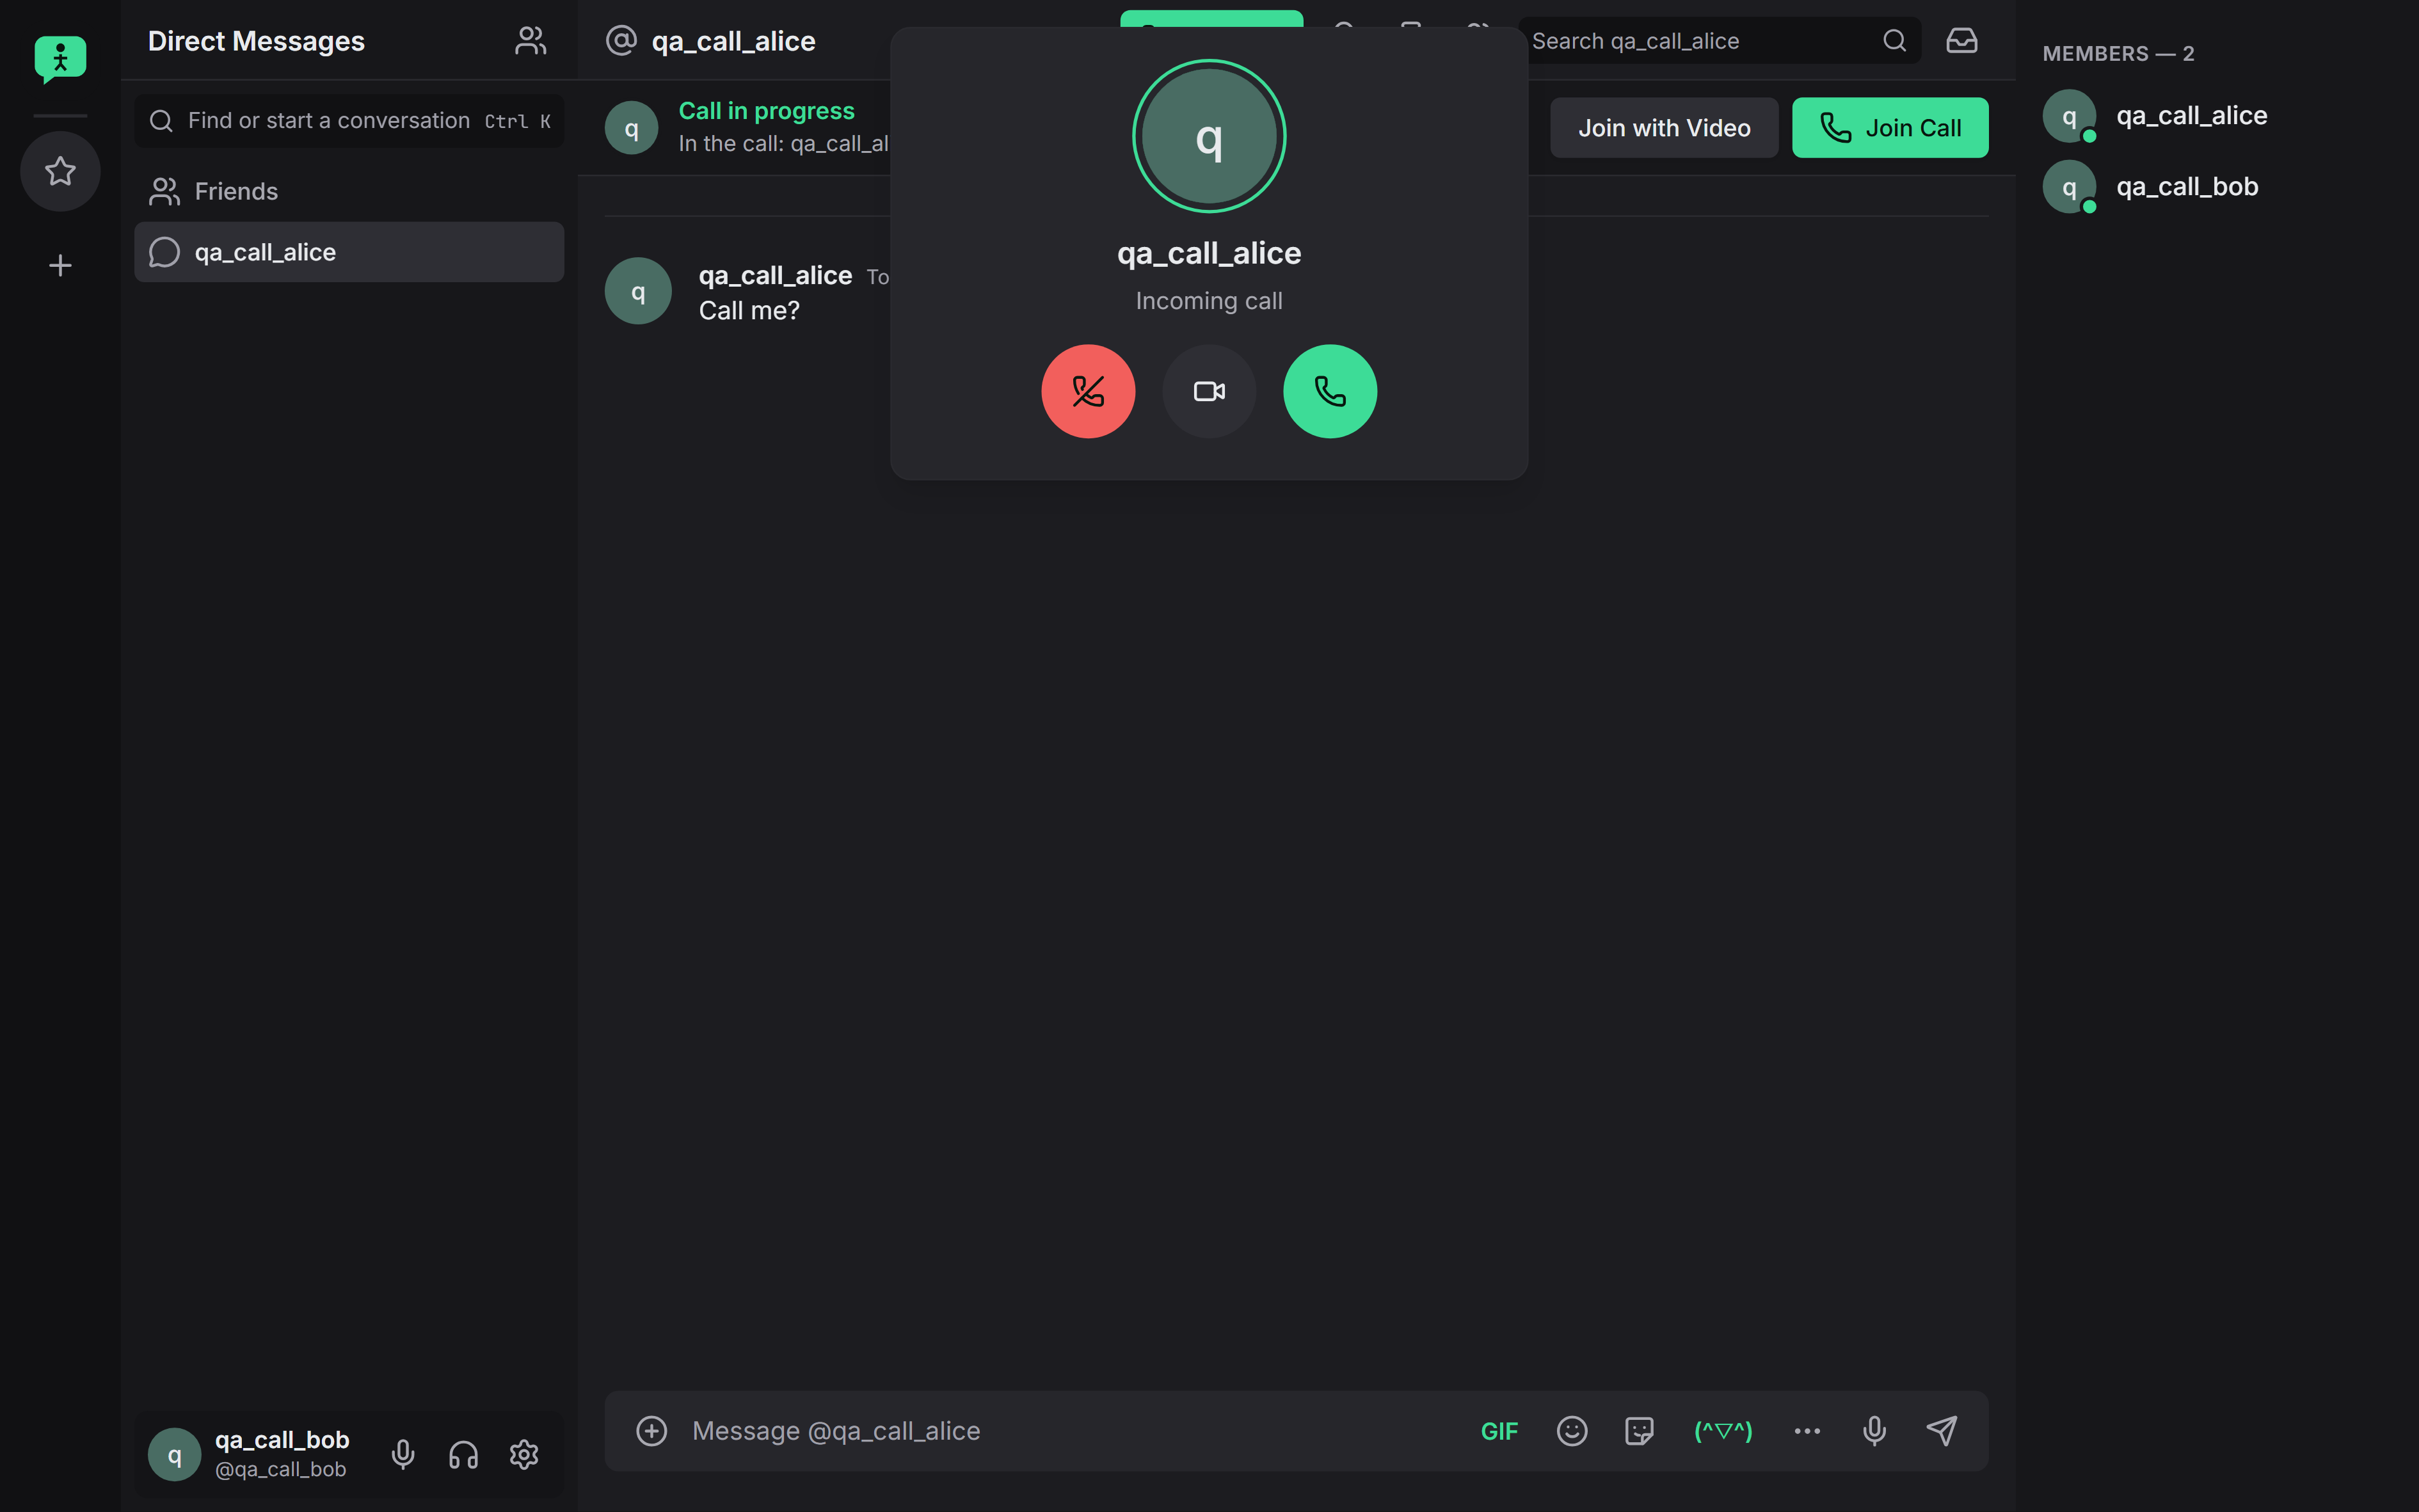 Direct Messages
Find or start a conversation Ctrl K
Friends
qa_call_alice
q
qa_call_bob
@qa_call_bob
qa_call_alice
Search qa_call_alice
q
Call in progress
In the call: qa_call_al
Join with Video
Join Call
q
qa_call_alice To
Call me?
q
qa_call_alice
Incoming call
Message @qa_call_alice
GIF
(^▽^)
MEMBERS — 2
q
qa_call_alice
q
qa_call_bob